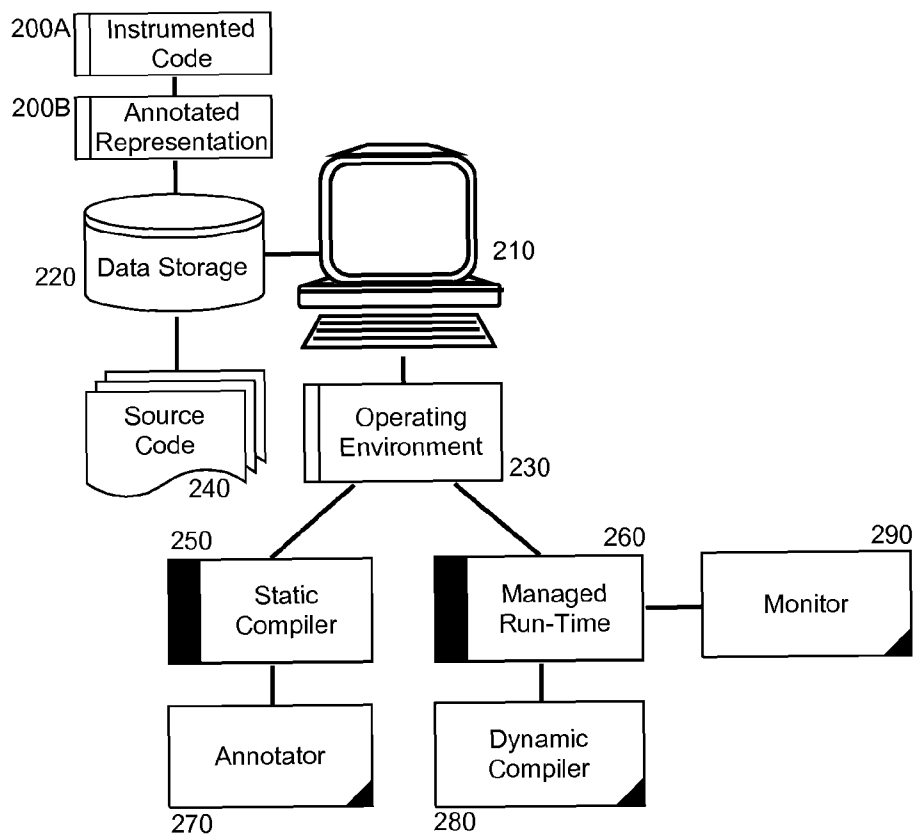 200A
Instrumented
Code
200B
Annotated
Representation
210
220
Data Storage
Source
Code
240
Operating
Environment
230
250
Static
Compiler
260
Managed
Run-Time
290
Monitor
Annotator
270
Dynamic
Compiler
280